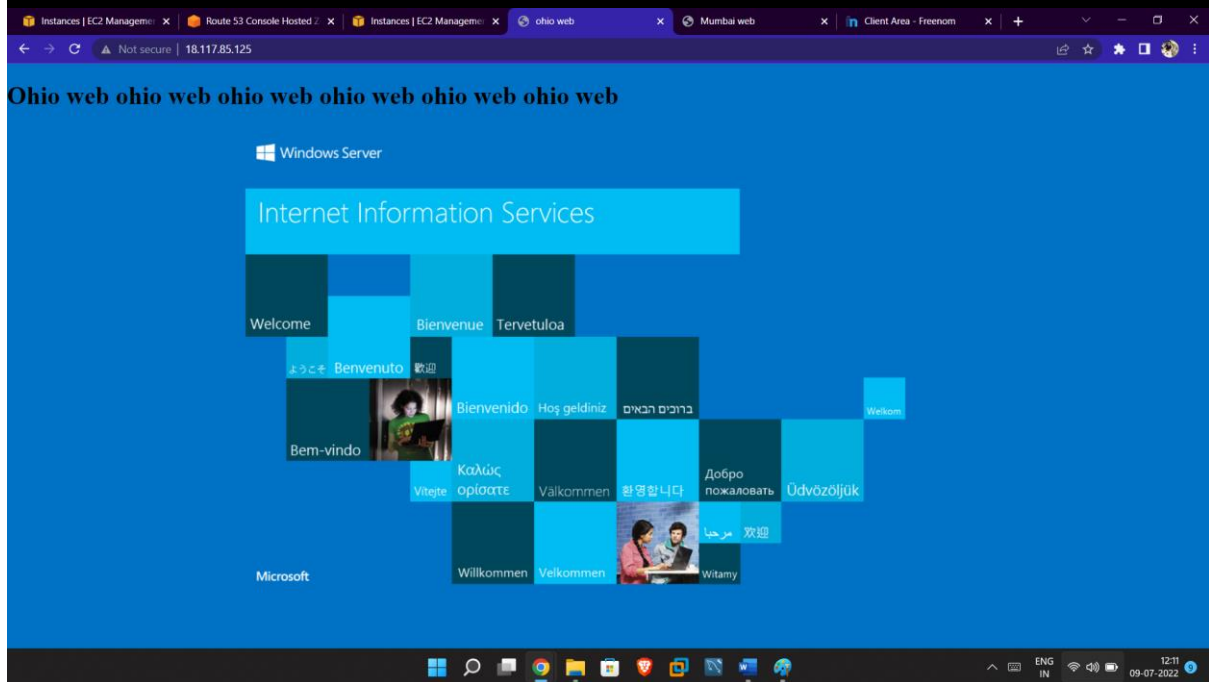 Instances | EC2 Managemen
Route 53 Console Hosted Z
Instances | EC2 Managemen
ohio web
Mumbai web
Client Area - Freenom
Not secure | 18.117.85.125
Ohio web ohio web ohio web ohio web ohio web ohio web
Windows Server
Internet Information Services
Welcome
Bienvenue
Tervetuloa
ようこそ
Benvenuto
歡迎
Bienvenido
Hoş geldiniz
ברוכים הבאים
Welkom
Bem-vindo
Vítejte
Καλώς
ορίσατε
Välkommen
환영합니다
Добро
пожаловать
Üdvözöljük
Microsoft
Willkommen
Velkommen
مرحبا
欢迎
Witamy
ENG
IN
12:11
09-07-2022
9